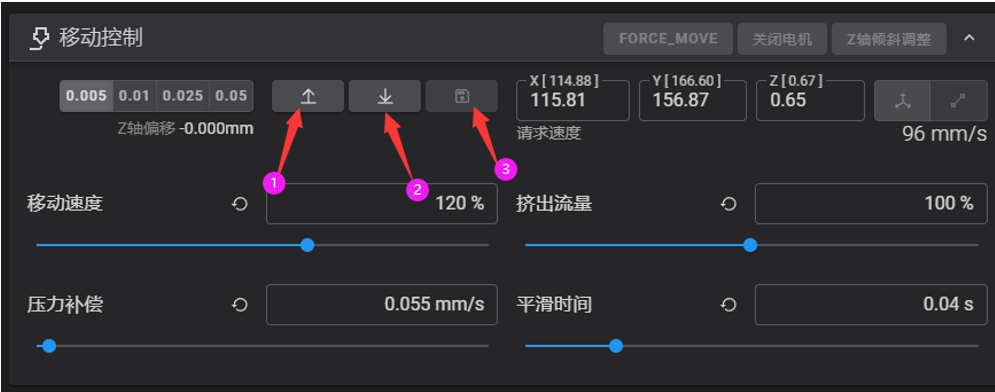 移动控制 FORCE_MOVE 关闭电机 Z轴倾斜调整
0.005 0.01 0.025 0.05
Z轴偏移 -0.000mm
1
2
3
X [ 114.88 ] Y [ 166.60 ] Z [ 0.67 ]
115.81 156.87 0.65
请求速度 96 mm/s
移动速度 120 % 挤出流量 100 %
压力补偿 0.055 mm/s 平滑时间 0.04 s